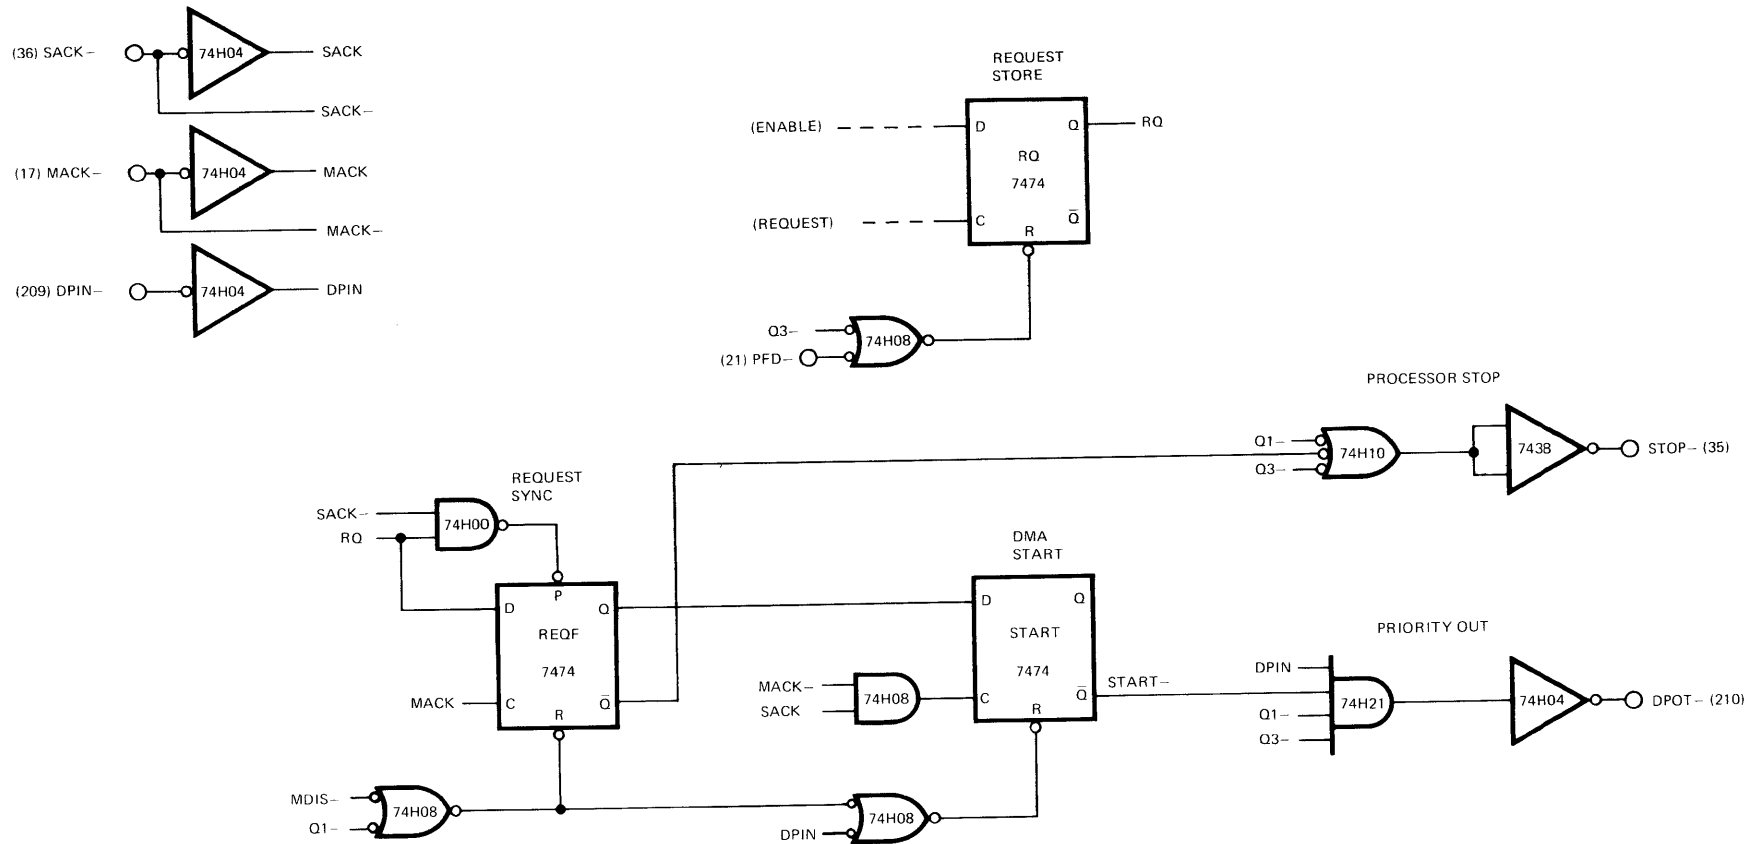 (36) SACK–
74H04
SACK
SACK–
(17) MACK–
74H04
MACK
MACK–
(209) DPIN–
74H04
DPIN
REQUEST
STORE
(ENABLE)
D
Q
RQ
RQ
7474
(REQUEST)
C
Q̅
R
Q3–
(21) PFD–
74H08
PROCESSOR STOP
Q1–
74H10
Q3–
7438
STOP– (35)
REQUEST
SYNC
SACK–
RQ
74H00
P
D
Q
REQF
7474
MACK
C
Q̅
R
DMA
START
D
Q
START
7474
MACK–
SACK
74H08
C
Q̅
R
START–
PRIORITY OUT
DPIN
Q1–
Q3–
74H21
74H04
DPOT– (210)
MDIS–
Q1–
74H08
DPIN
74H08